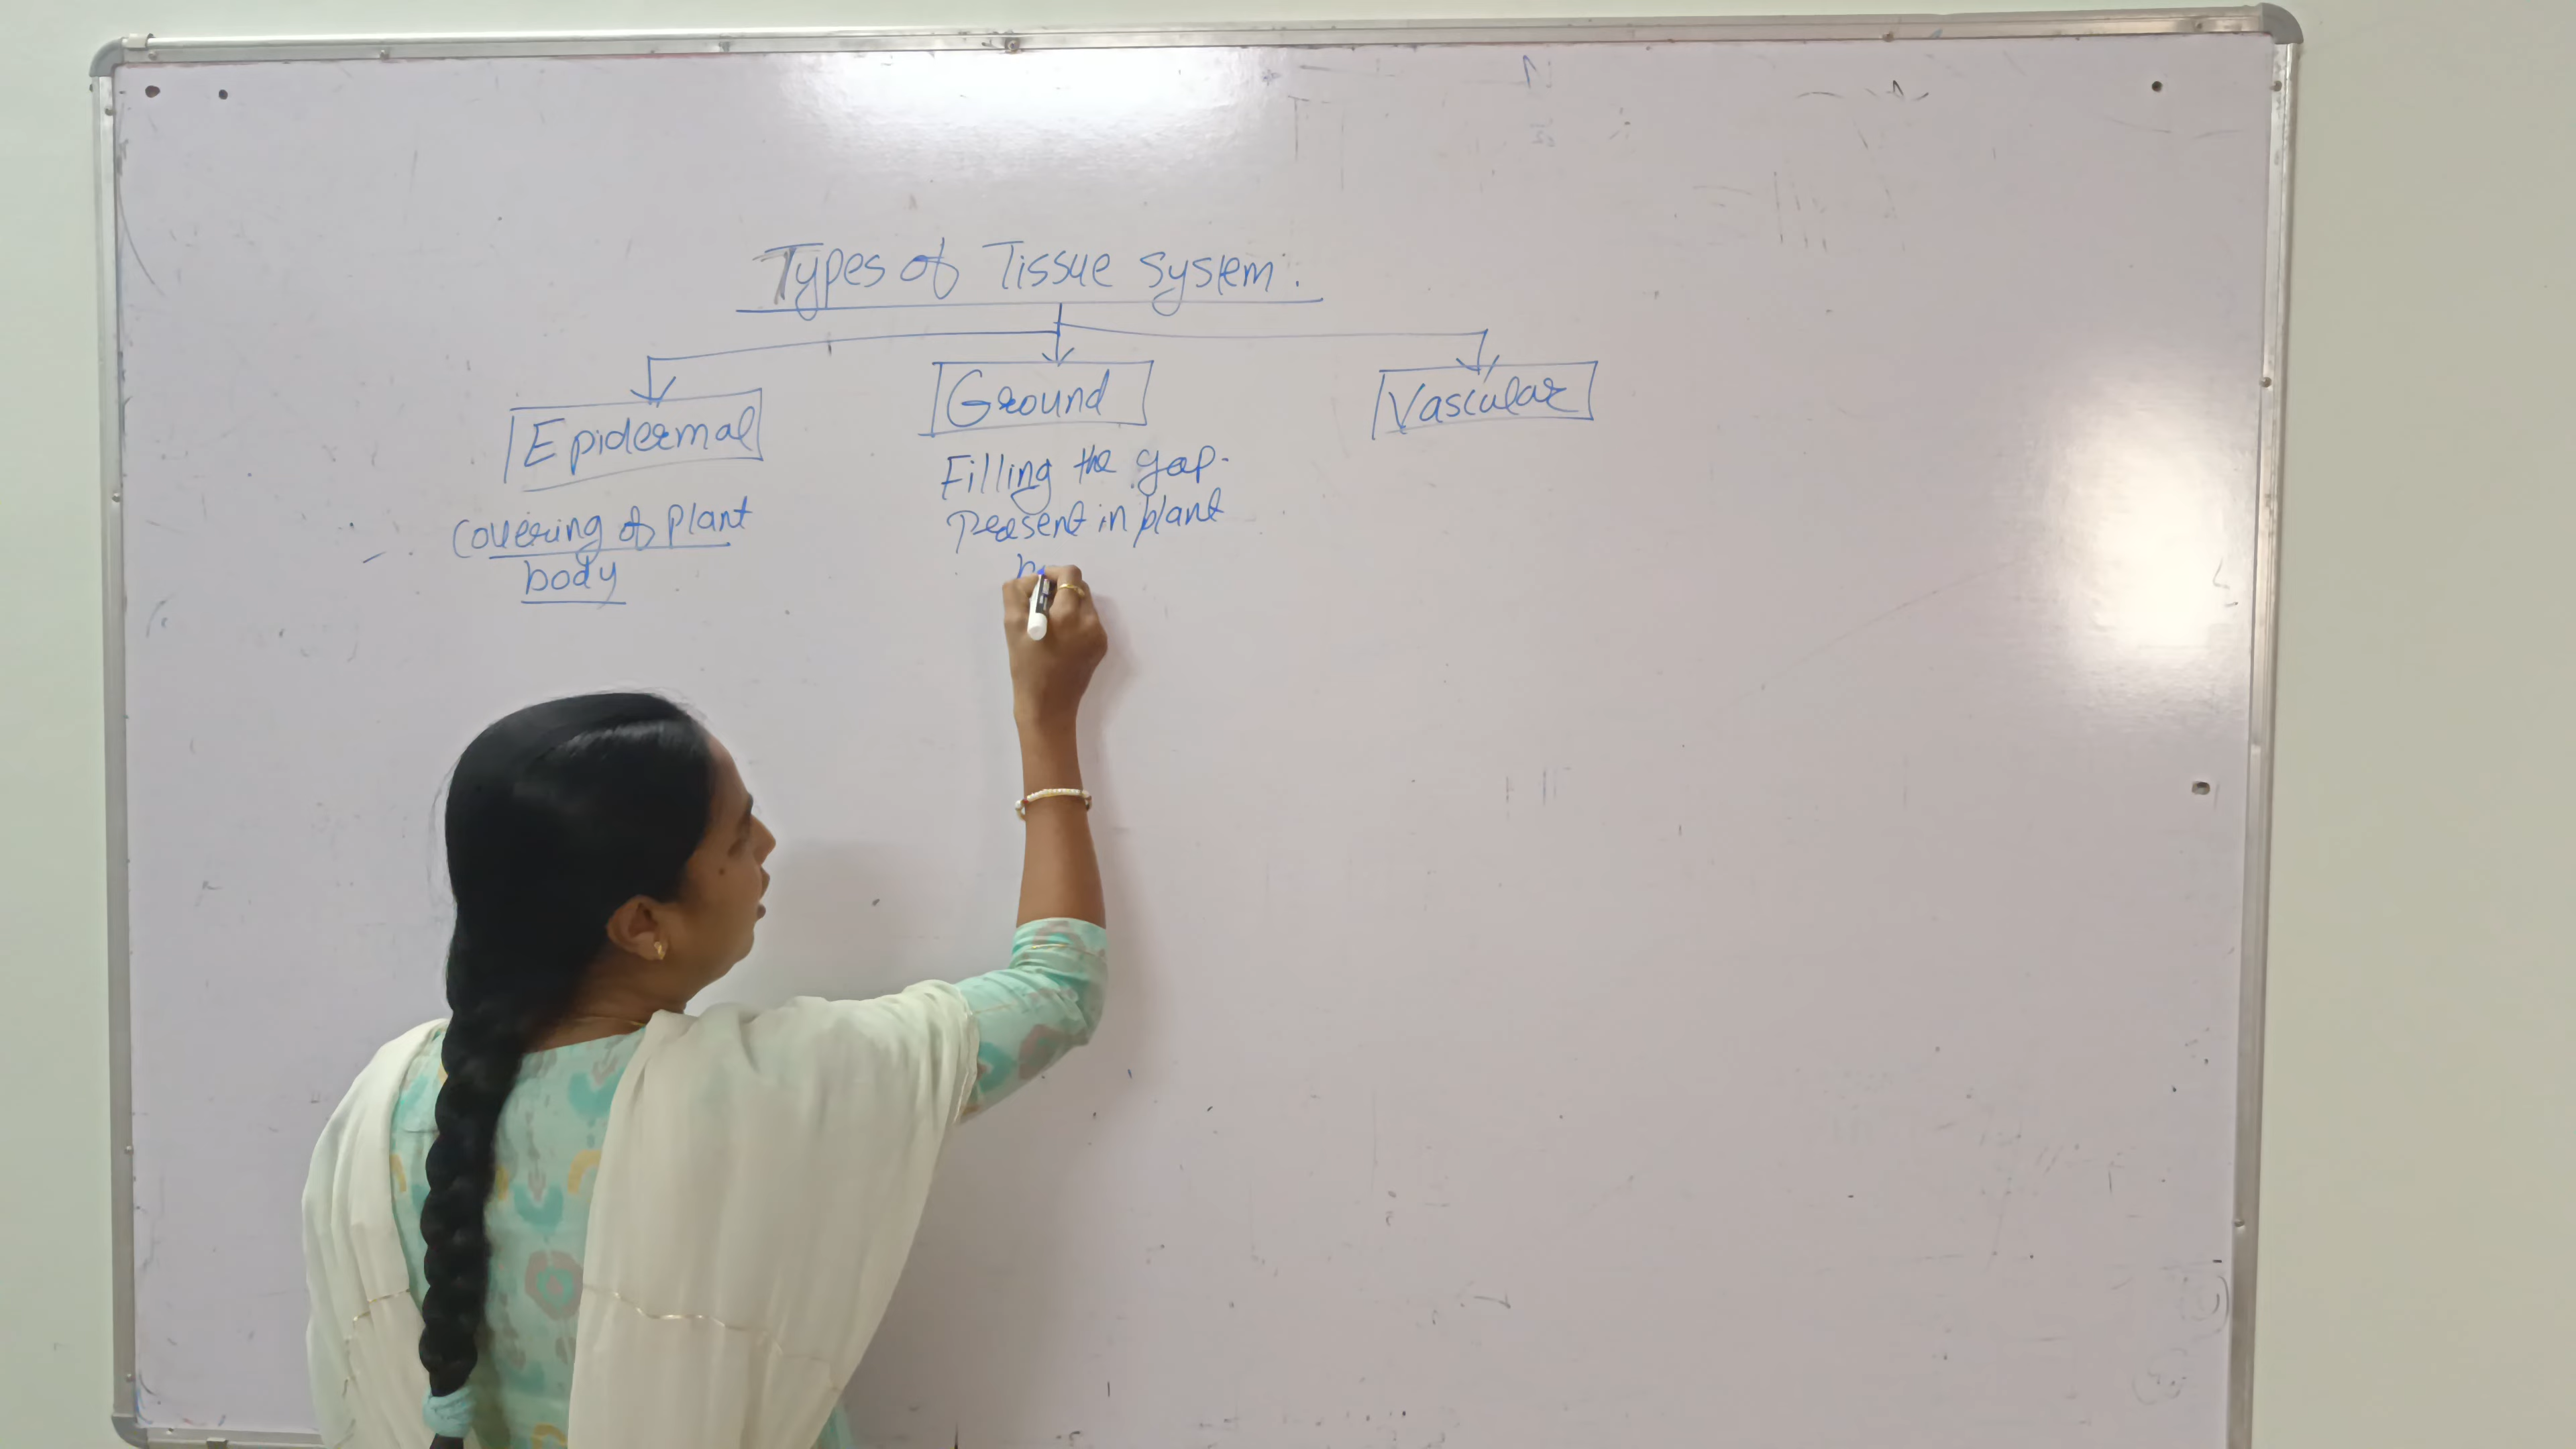 Types of Tissue System.
Epidermal
Ground
Vascular
Covering of plant
body
Filling the gap.
Present in plant